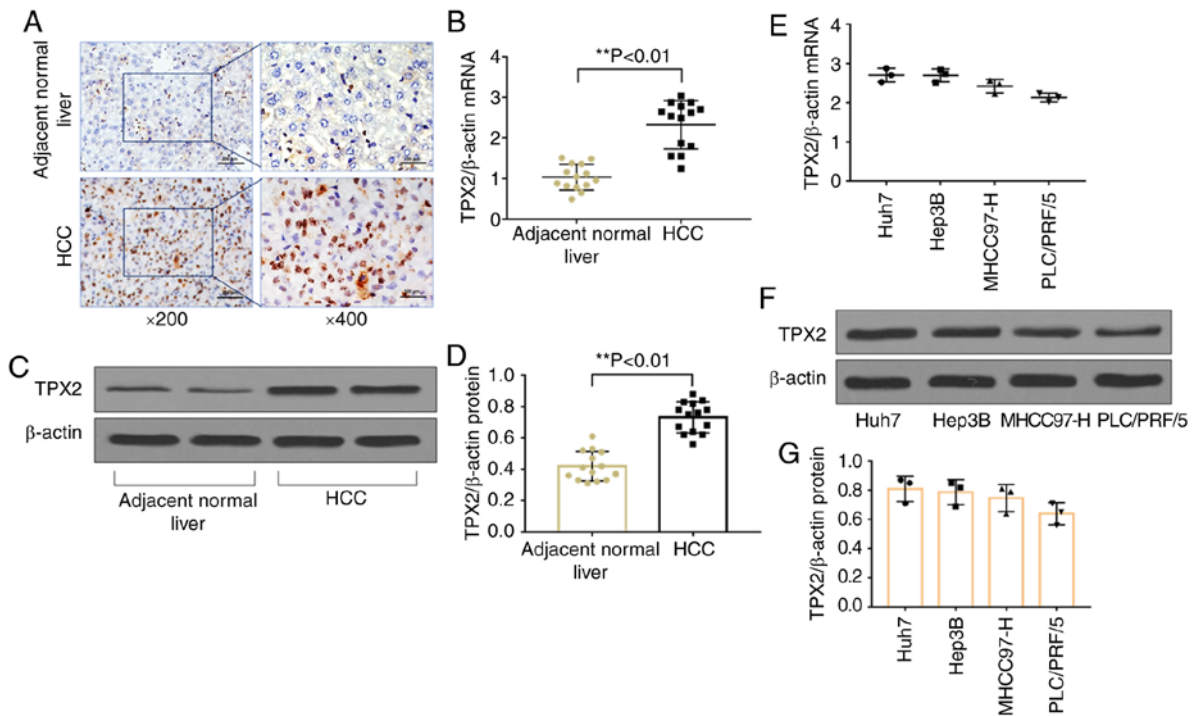 A
Adjacent normal
liver
HCC
×200
×400
B
TPX2/β-actin mRNA
4
3
2
1
0
**P<0.01
Adjacent normal
liver
HCC
C
TPX2
β-actin
Adjacent normal
liver
HCC
D
TPX2/β-actin protein
1.0
0.8
0.6
0.4
0.2
0.0
**P<0.01
Adjacent normal
liver
HCC
E
TPX2/β-actin mRNA
4
3
2
1
0
Huh7
Hep3B
MHCC97-H
PLC/PRF/5
F
TPX2
β-actin
Huh7 Hep3B MHCC97-H PLC/PRF/5
G
TPX2/β-actin protein
1.0
0.8
0.6
0.4
0.2
0.0
Huh7
Hep3B
MHCC97-H
PLC/PRF/5